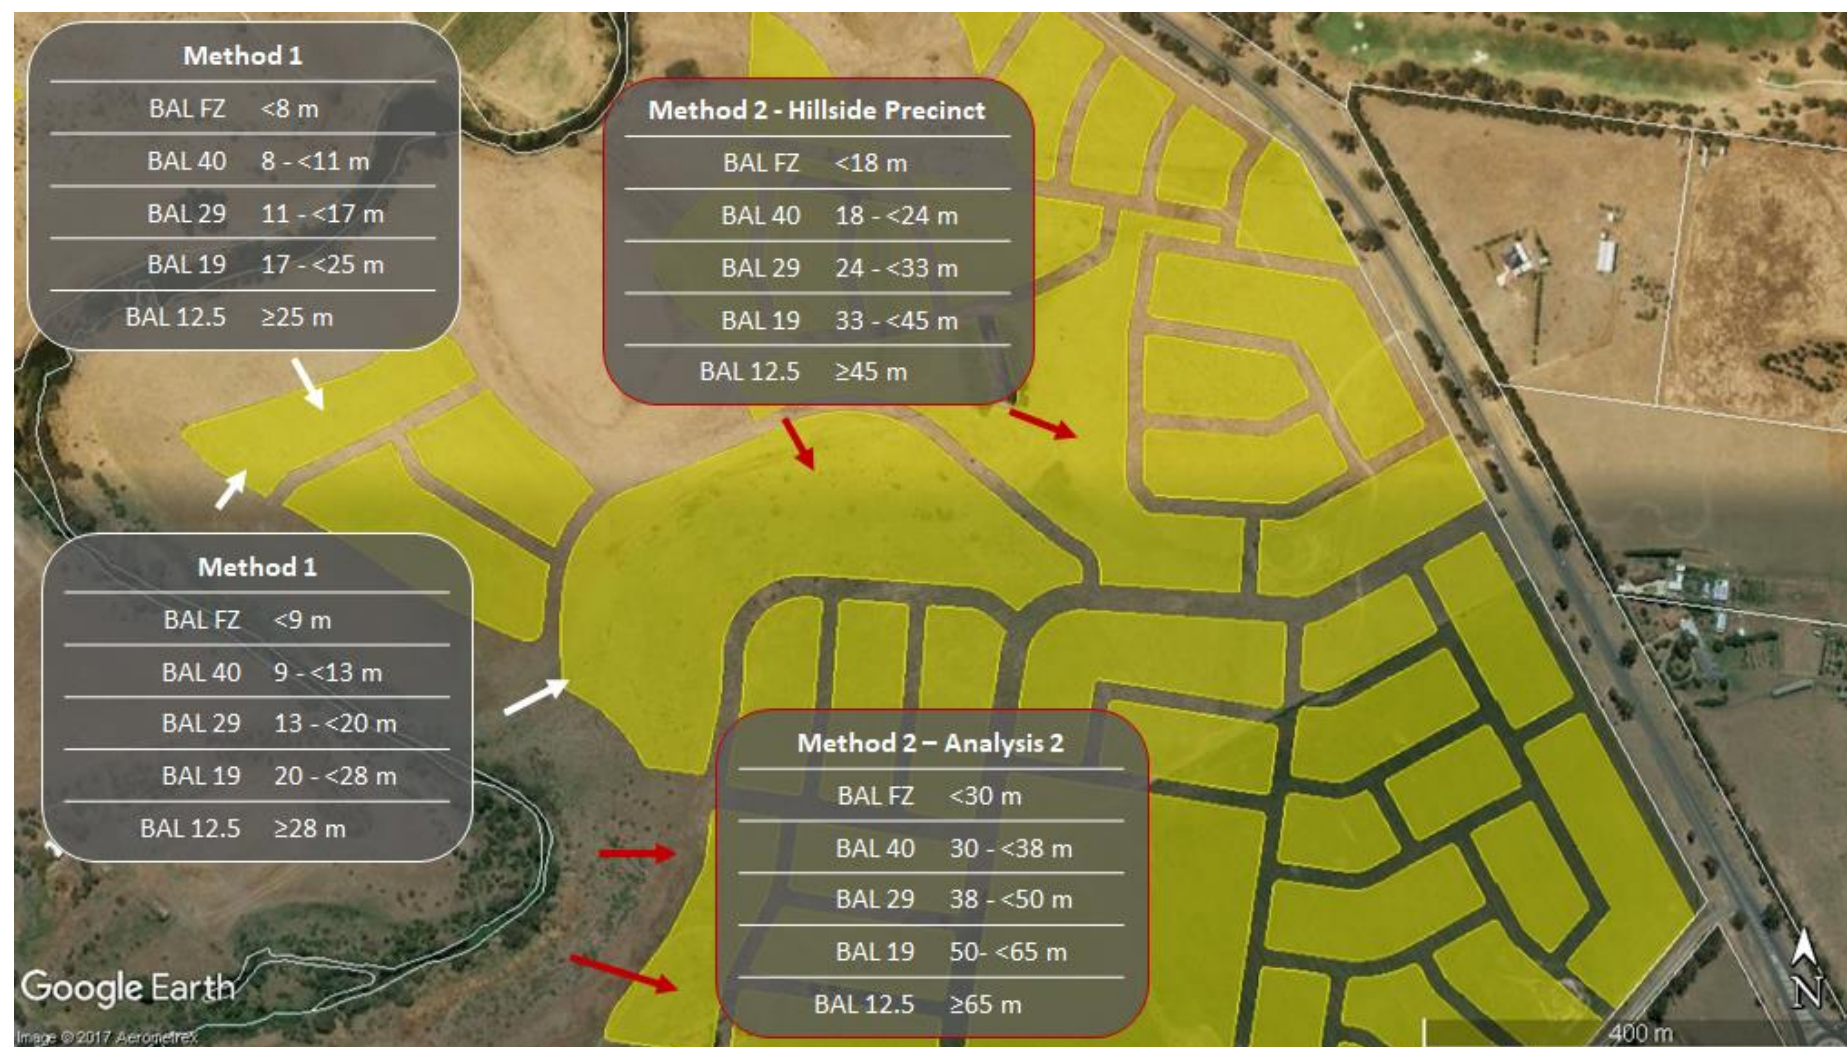 Method 1
BAL FZ <8 m
BAL 40 8 - <11 m
BAL 29 11 - <17 m
BAL 19 17 - <25 m
BAL 12.5 ≥25 m
Method 2 - Hillside Precinct
BAL FZ <18 m
BAL 40 18 - <24 m
BAL 29 24 - <33 m
BAL 19 33 - <45 m
BAL 12.5 ≥45 m
Method 1
BAL FZ <9 m
BAL 40 9 - <13 m
BAL 29 13 - <20 m
BAL 19 20 - <28 m
BAL 12.5 ≥28 m
Method 2 – Analysis 2
BAL FZ <30 m
BAL 40 30 - <38 m
BAL 29 38 - <50 m
BAL 19 50- <65 m
BAL 12.5 ≥65 m
Google Earth
Image © 2017 Aerometrex
400 m
N